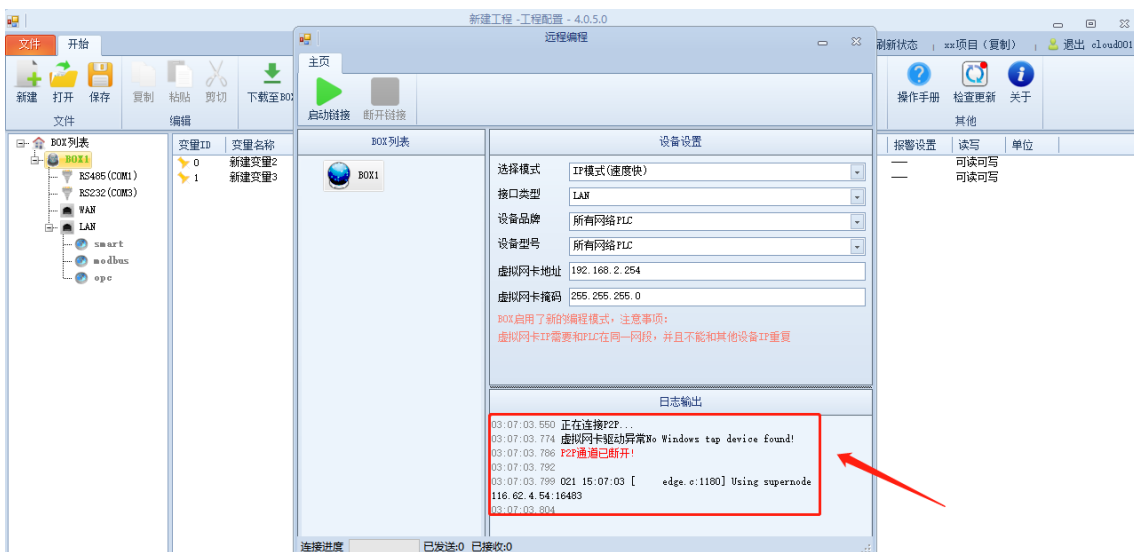 新建工程 -工程配置 - 4.0.5.0
文件 开始
刷新状态 xx项目(复制) 退出 cloud001
新建 打开 保存 复制 粘贴 剪切 下载至BO
操作手册 检查更新 关于
文件 编辑 其他
BOX列表
BOX1
RS485(COM1)
RS232(COM3)
WAN
LAN
smart
modbus
opc
变量ID 变量名称 报警设置 读写 单位
0 新建变量2 — 可读可写
1 新建变量3 — 可读可写
远程编程
主页
启动链接 断开链接
BOX列表
BOX1
设备设置
选择模式 IP模式(速度快)
接口类型 LAN
设备品牌 所有网络PLC
设备型号 所有网络PLC
虚拟网卡地址 192.168.2.254
虚拟网卡掩码 255.255.255.0
BOX启用了新的编程模式,注意事项:
虚拟网卡IP需要和PLC在同一网段,并且不能和其他设备IP重复
日志输出
03:07:03.550 正在连接P2P...
03:07:03.774 虚拟网卡驱动异常No Windows tap device found!
03:07:03.786 P2P通道已断开!
03:07:03.792
03:07:03.799 021 15:07:03 [ edge.c:1180] Using supernode
116.62.4.54:16483
03:07:03.804
连接进度 已发送:0 已接收:0